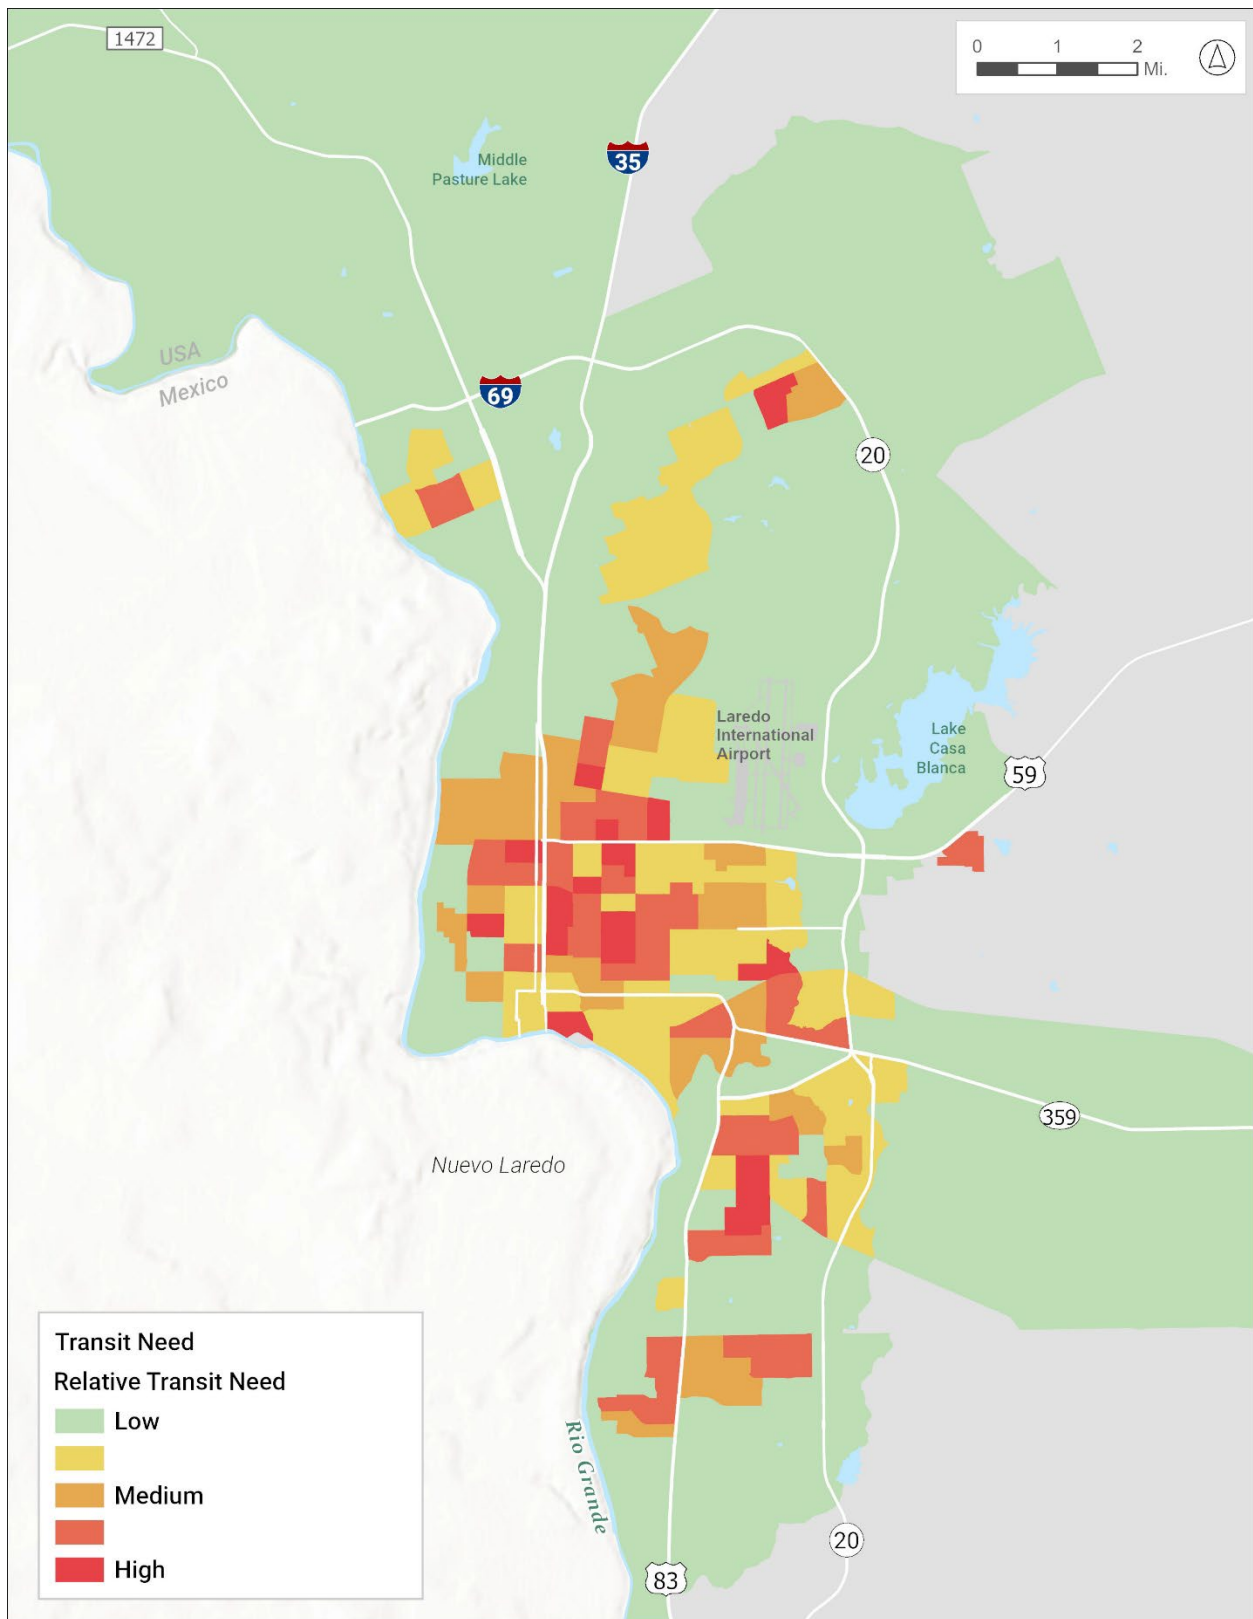 1472
0 1 2
Mi.
35
Middle
Pasture Lake
USA
Mexico
69
20
Laredo
International
Airport
Lake
Casa
Blanca
59
359
Nuevo Laredo
Transit Need
Relative Transit Need
Low
Medium
High
Rio Grande
20
83